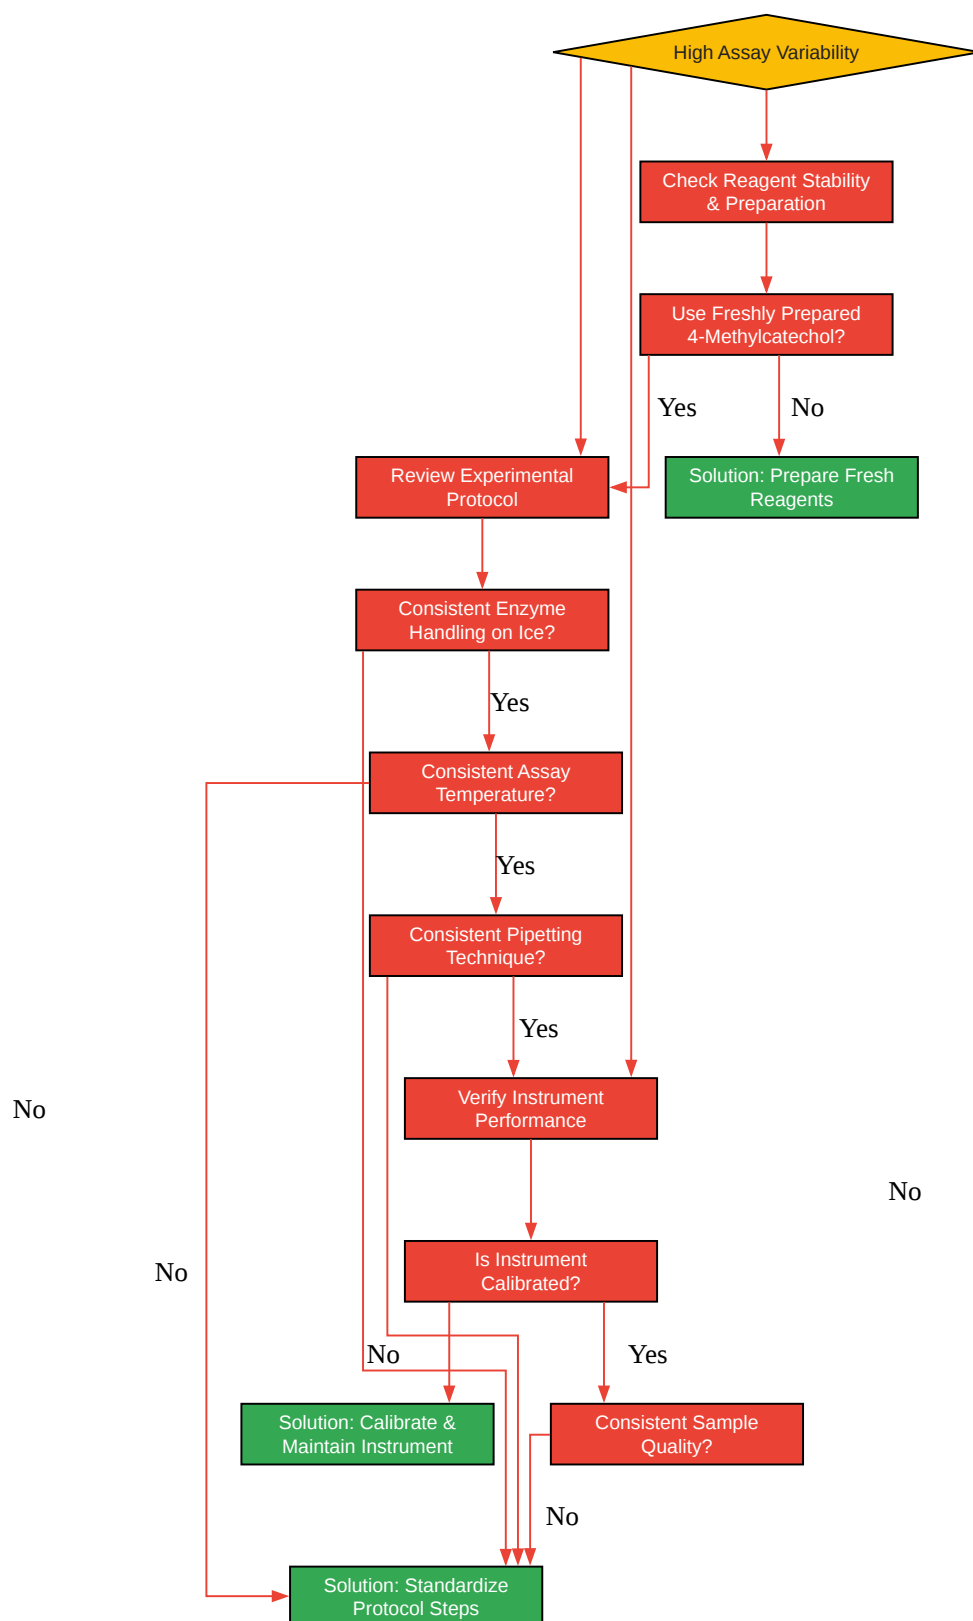 High Assay Variability
Check Reagent Stability
& Preparation
Use Freshly Prepared
4-Methylcatechol?
Yes
No
Review Experimental
Protocol
Solution: Prepare Fresh
Reagents
Consistent Enzyme
Handling on Ice?
Yes
Consistent Assay
Temperature?
Yes
Consistent Pipetting
Technique?
Yes
Verify Instrument
Performance
No
No
Is Instrument
Calibrated?
No
No
Yes
Solution: Calibrate &
Maintain Instrument
Consistent Sample
Quality?
No
Solution: Standardize
Protocol Steps